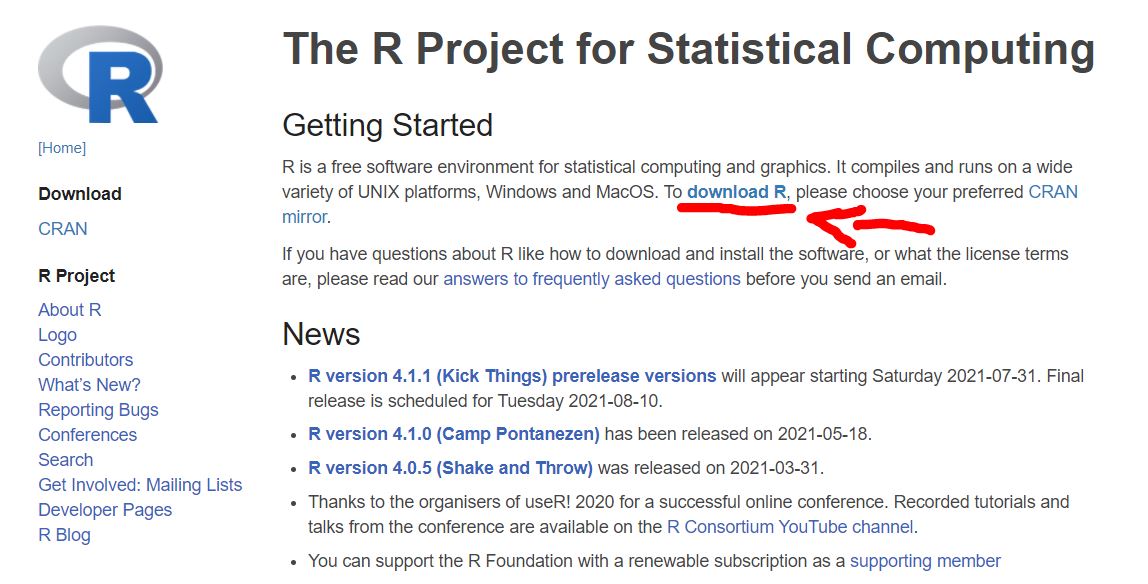 R
The R Project for Statistical Computing
[Home]
Download
CRAN
R Project
About R
Logo
Contributors
What's New?
Reporting Bugs
Conferences
Search
Get Involved: Mailing Lists
Developer Pages
R Blog
Getting Started
R is a free software environment for statistical computing and graphics. It compiles and runs on a wide
variety of UNIX platforms, Windows and MacOS. To download R, please choose your preferred CRAN
mirror.
If you have questions about R like how to download and install the software, or what the license terms
are, please read our answers to frequently asked questions before you send an email.
News
• R version 4.1.1 (Kick Things) prerelease versions will appear starting Saturday 2021-07-31. Final
release is scheduled for Tuesday 2021-08-10.
• R version 4.1.0 (Camp Pontanezen) has been released on 2021-05-18.
• R version 4.0.5 (Shake and Throw) was released on 2021-03-31.
• Thanks to the organisers of useR! 2020 for a successful online conference. Recorded tutorials and
talks from the conference are available on the R Consortium YouTube channel.
• You can support the R Foundation with a renewable subscription as a supporting member